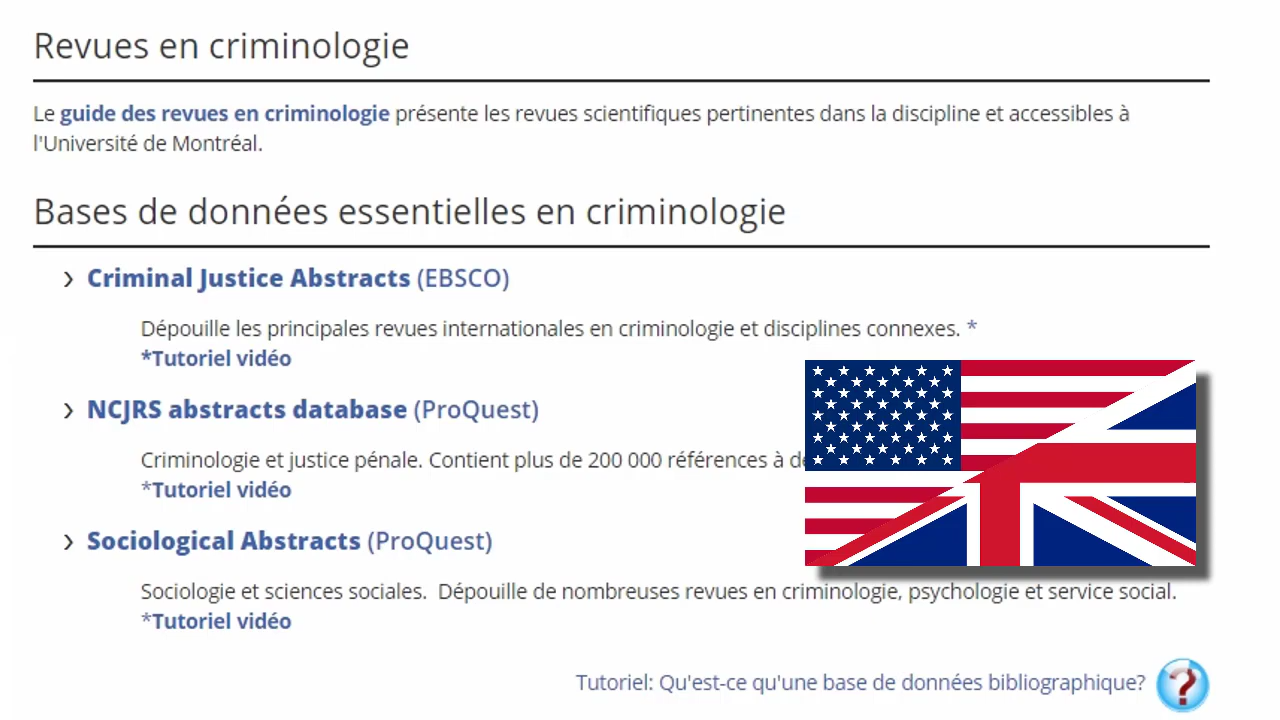 Revues en criminologie
Le guide des revues en criminologie présente les revues scientifiques pertinentes dans la discipline et accessibles à
l'Université de Montréal.
Bases de données essentielles en criminologie
Criminal Justice Abstracts (EBSCO)
Dépouille les principales revues internationales en criminologie et disciplines connexes. *
*Tutoriel vidéo
NCJRS abstracts database (ProQuest)
Criminologie et justice pénale. Contient plus de 200 000 références à
*Tutoriel vidéo
Sociological Abstracts (ProQuest)
Sociologie et sciences sociales. Dépouille de nombreuses revues en criminologie, psychologie et service social.
*Tutoriel vidéo
Tutoriel: Qu'est-ce qu'une base de données bibliographique? ?